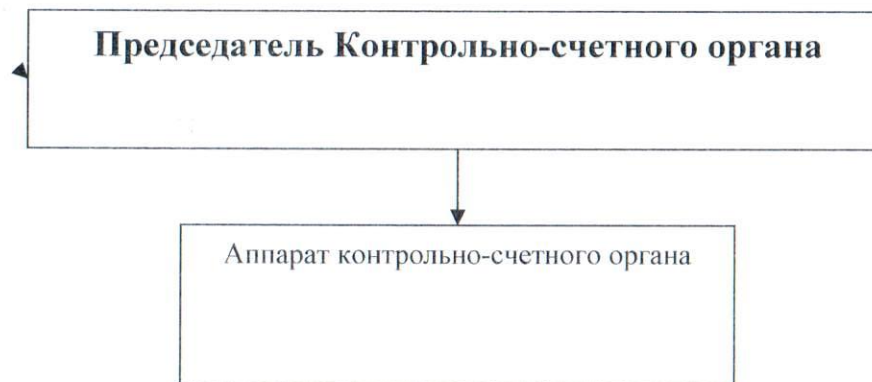 Председатель Контрольно-счетного органа
Аппарат контрольно-счетного органа